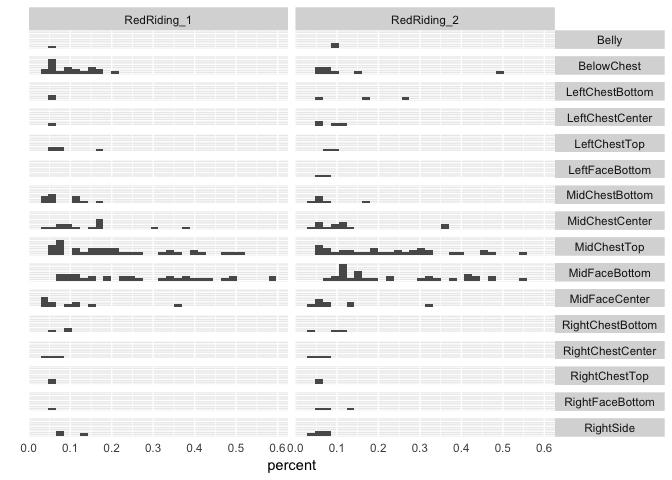 RedRiding_1 RedRiding_2
Belly
BelowChest
LeftChestBottom
LeftChestCenter
LeftChestTop
LeftFaceBottom
MidChestBottom
MidChestCenter
MidChestTop
MidFaceBottom
MidFaceCenter
RightChestBottom
RightChestCenter
RightChestTop
RightFaceBottom
RightSide
0.0 0.1 0.2 0.3 0.4 0.5 0.6 0.0 0.1 0.2 0.3 0.4 0.5 0.6
percent